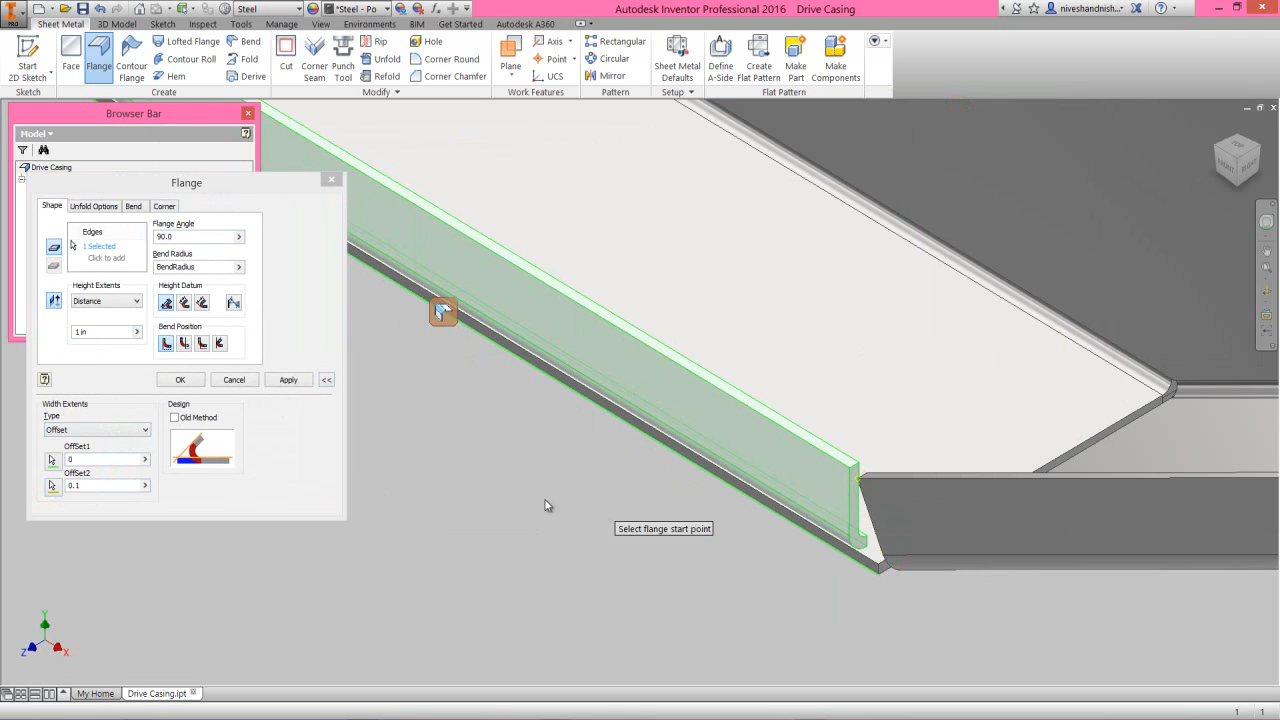 PRO
Steel
*Steel - Po
Autodesk Inventor Professional 2016 Drive Casing
niveshandnish...
Sheet Metal
3D Model
Sketch
Inspect
Tools
Manage
View
Environments
BIM
Get Started
Autodesk A360
Start
2D Sketch
Face
Flange
Contour
Flange
Lofted Flange
Contour Roll
Hem
Bend
Fold
Derive
Cut
Corner
Seam
Punch
Tool
Rip
Unfold
Refold
Hole
Corner Round
Corner Chamfer
Plane
Axis
Point
UCS
Rectangular
Circular
Mirror
Sheet Metal
Defaults
Define
A-Side
Create
Flat Pattern
Make
Part
Make
Components
Sketch
Create
Modify
Work Features
Pattern
Setup
Flat Pattern
Browser Bar
Model
Drive Casing
Flange
Shape
Unfold Options
Bend
Corner
Edges
1 Selected
Click to add
Flange Angle
90.0
Bend Radius
BendRadius
Height Extents
Distance
1 in
Height Datum
Bend Position
OK
Cancel
Apply
<<
Width Extents
Type
Offset
OffSet1
0
OffSet2
0.1
Design
Old Method
Select flange start point
TOP
Y
Z
X
My Home
Drive Casing.ipt
1
1